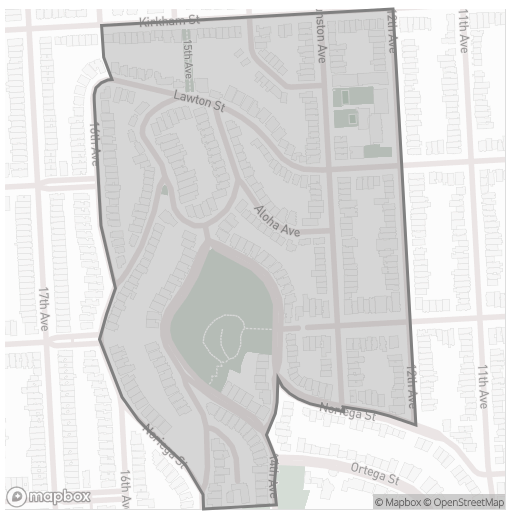 Kirkham St
12th Ave
11th Ave
nston Ave
15th Ave
Lawton St
16th Ave
Aloha Ave
17th Ave
12th Ave
11th Ave
Noriega St
Noriega St
14th Ave
Ortega St
16th Ave
mapbox
© Mapbox © OpenStreetMap